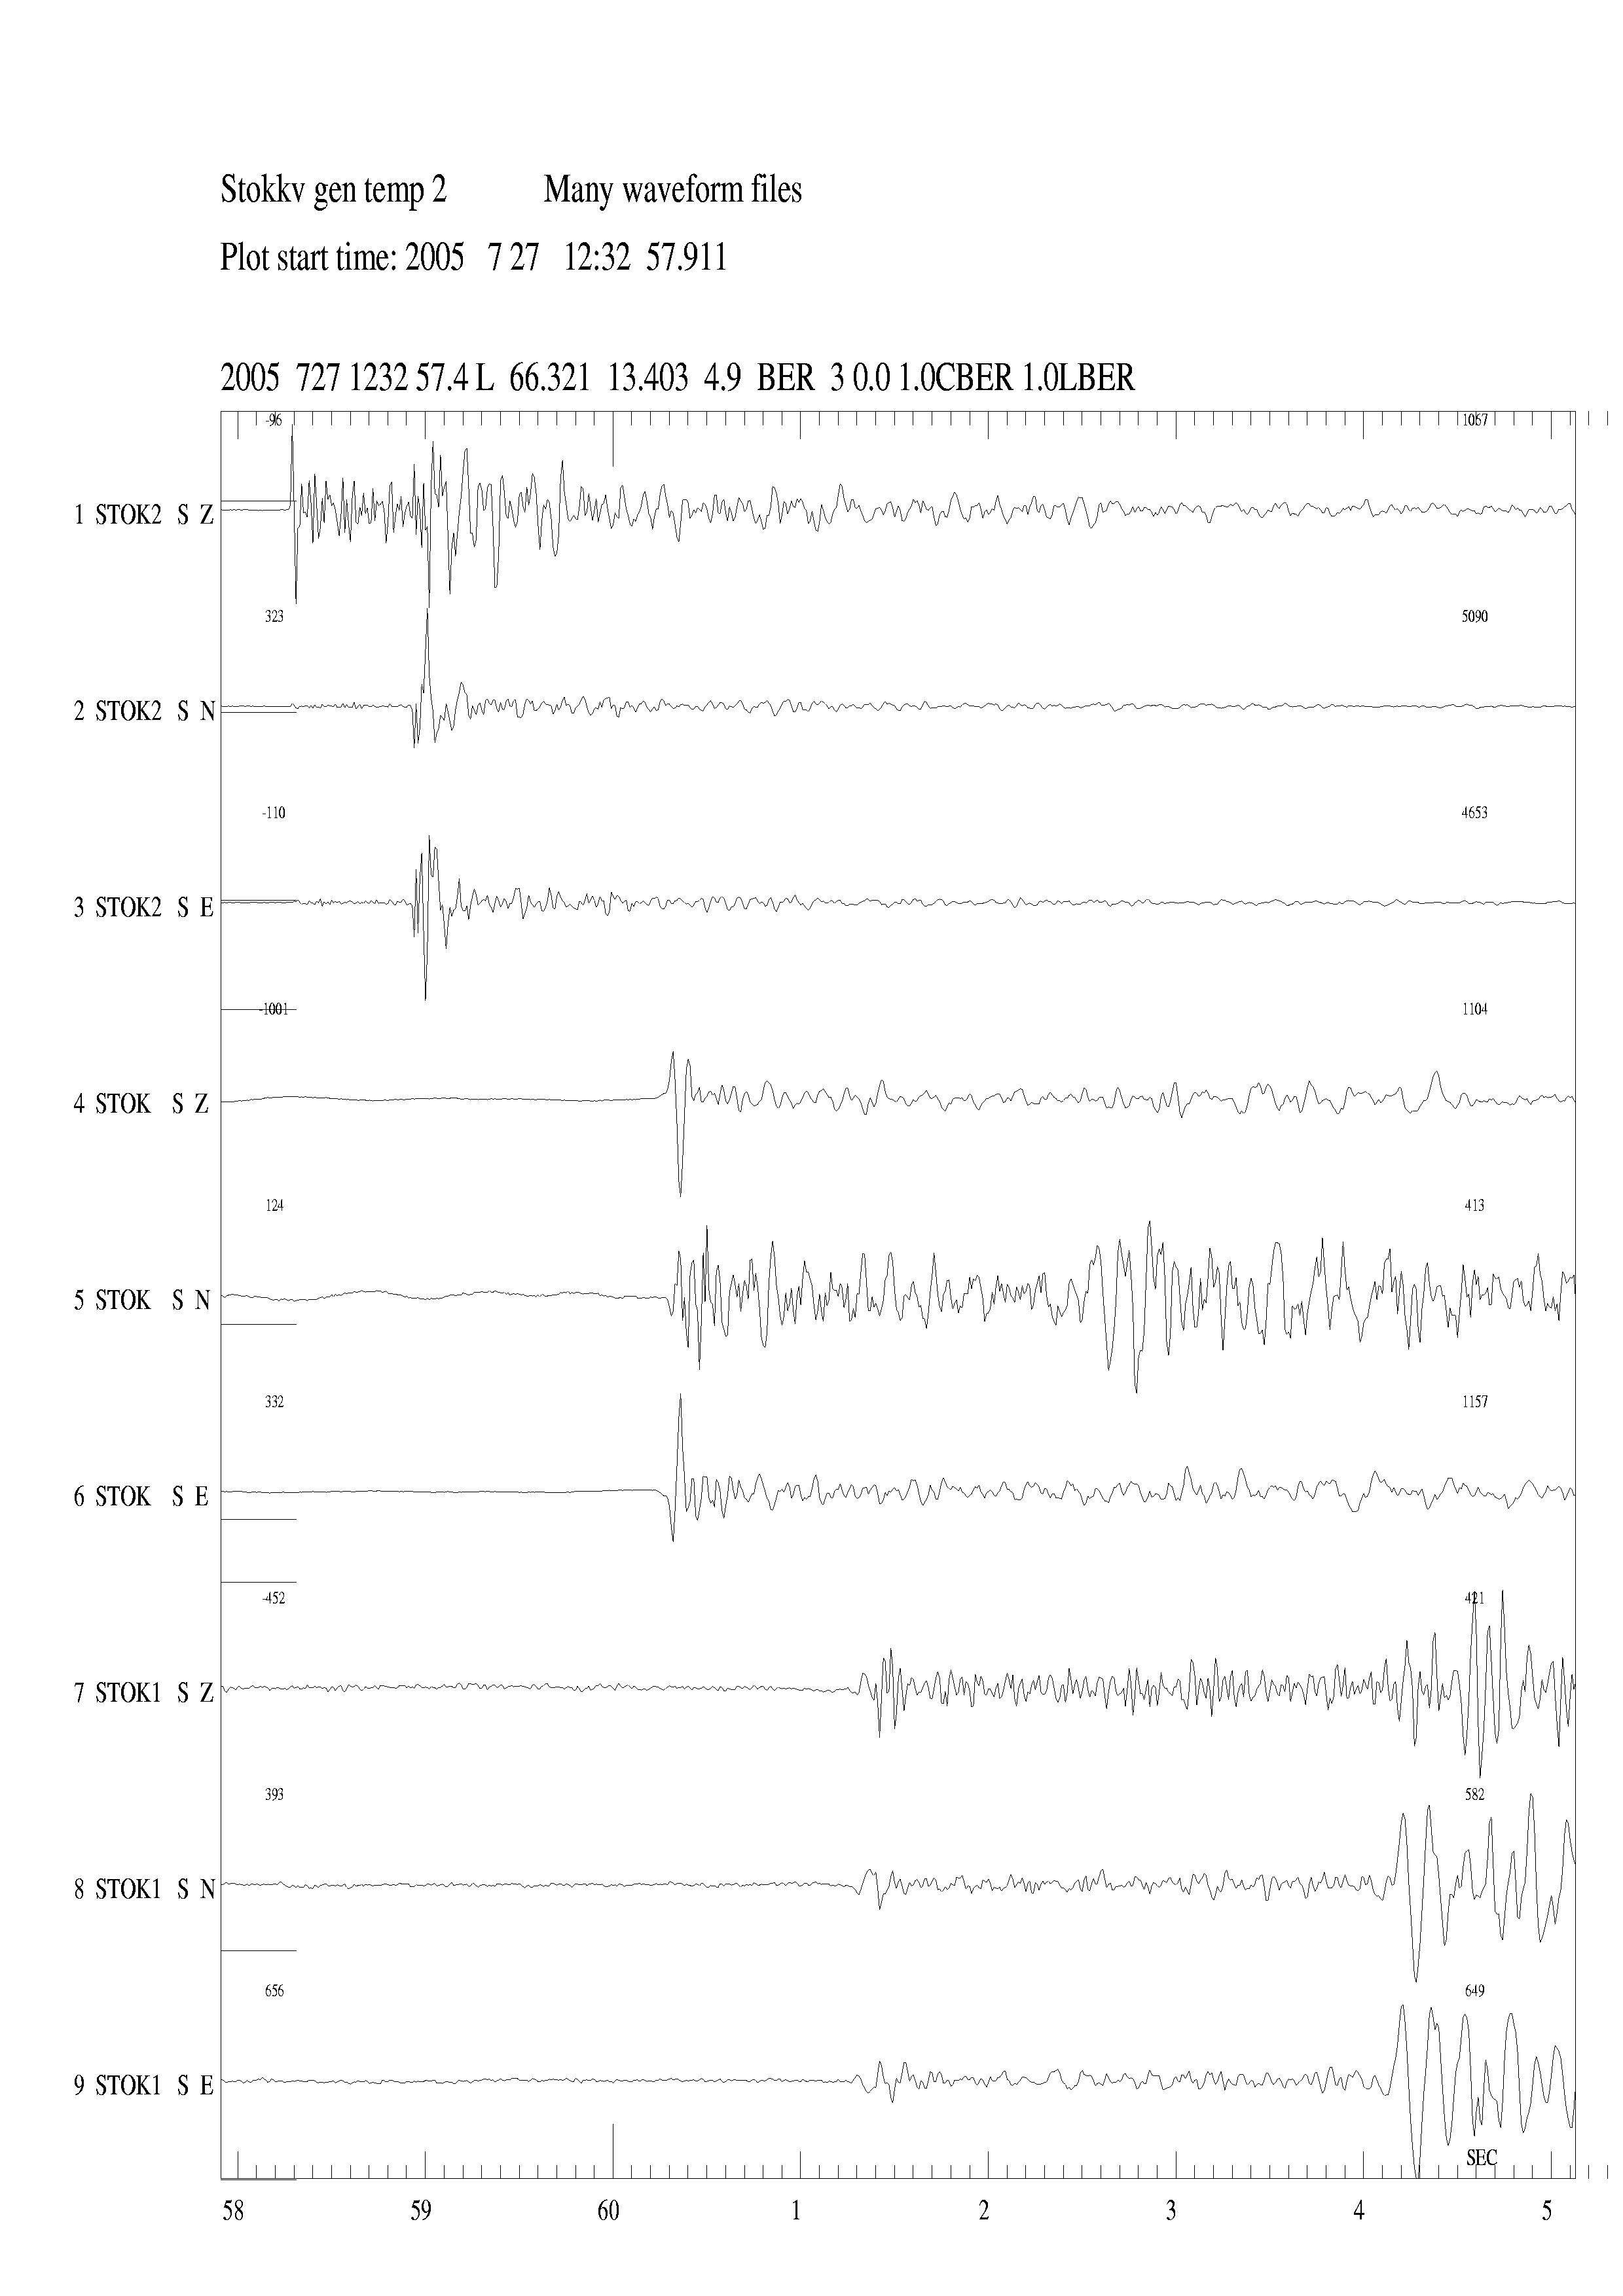 Stokkv gen temp 2 Many waveform files
Plot start time: 2005 7 27 12:32 57.911
2005 727 1232 57.4 L 66.321 13.403 4.9 BER 3 0.0 1.0CBER 1.0LBER
-96 1067
1 STOK2 S Z
323 5090
2 STOK2 S N
-110 4653
3 STOK2 S E
-1001 1104
4 STOK S Z
124 413
5 STOK S N
332 1157
6 STOK S E
-452 421
7 STOK1 S Z
393 582
8 STOK1 S N
656 649
9 STOK1 S E
SEC
58 59 60 1 2 3 4 5